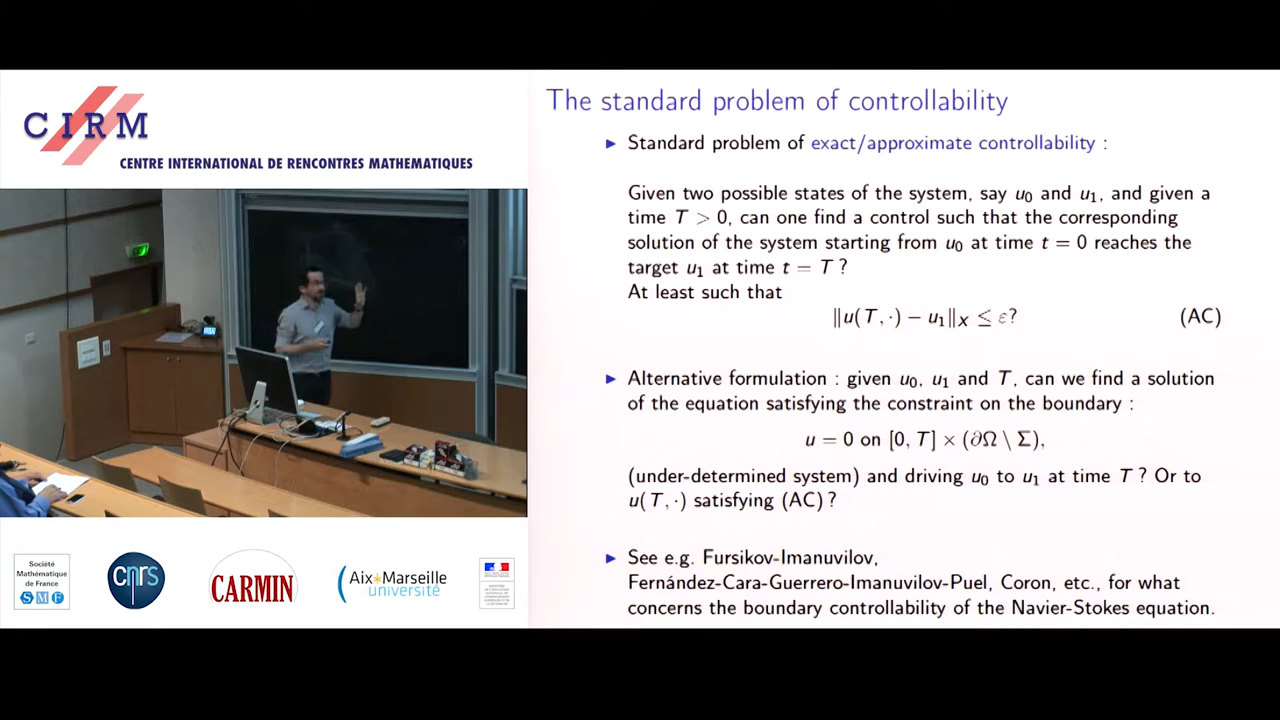 CIRM
CENTRE INTERNATIONAL DE RENCONTRES MATHEMATIQUES
The standard problem of controllability
▶ Standard problem of exact/approximate controllability :
Given two possible states of the system, say u₀ and u₁, and given a
time T > 0, can one find a control such that the corresponding
solution of the system starting from u₀ at time t = 0 reaches the
target u₁ at time t = T ?
At least such that
‖u(T, ·) − u₁‖X ≤ ε? (AC)
▶ Alternative formulation : given u₀, u₁ and T, can we find a solution
of the equation satisfying the constraint on the boundary :
u = 0 on [0, T] × (∂Ω \ Σ),
(under-determined system) and driving u₀ to u₁ at time T ? Or to
u(T, ·) satisfying (AC) ?
▶ See e.g. Fursikov-Imanuvilov,
Fernández-Cara-Guerrero-Imanuvilov-Puel, Coron, etc., for what
concerns the boundary controllability of the Navier-Stokes equation.
Société
Mathématique
de France
SMF
cnrs
CARMIN
Aix*Marseille
université